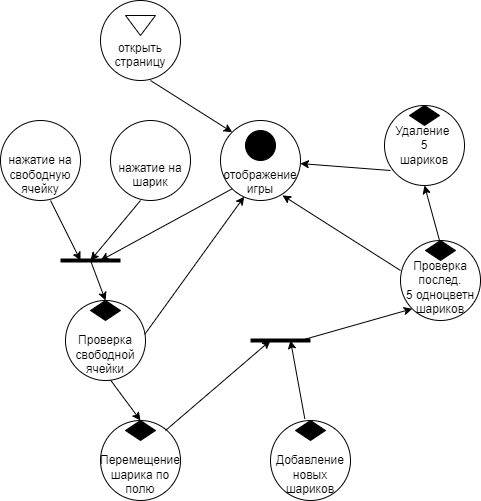 открыть
страницу
нажатие на
свободную
ячейку
нажатие на
шарик
отображение
игры
Удаление
5
шариков
Проверка
послед.
5 одноцветн
шариков
Проверка
свободной
ячейки
Перемещение
шарика по
полю
Добавление
новых
шариков